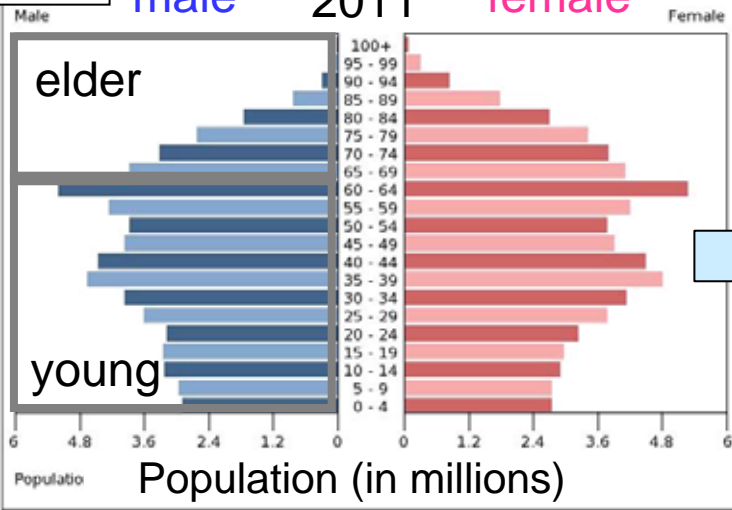 male 2011 female
Male Female
100+
95 - 99
elder
90 - 94
85 - 89
80 - 84
75 - 79
70 - 74
65 - 69
60 - 64
55 - 59
50 - 54
45 - 49
40 - 44
35 - 39
30 - 34
25 - 29
20 - 24
15 - 19
young
10 - 14
5 - 9
0 - 4
6 4.8 3.6 2.4 1.2 0 0 1.2 2.4 3.6 4.8 6
Populatio Population (in millions)